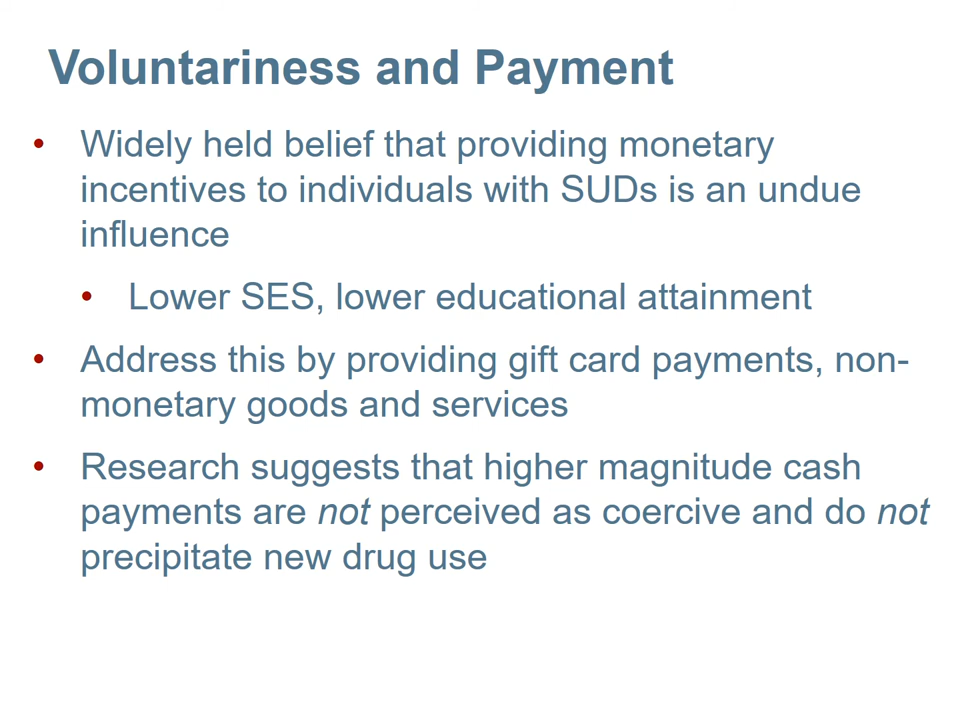 Voluntariness and Payment
• Widely held belief that providing monetary
incentives to individuals with SUDs is an undue
influence
• Lower SES, lower educational attainment
• Address this by providing gift card payments, non-
monetary goods and services
• Research suggests that higher magnitude cash
payments are not perceived as coercive and do not
precipitate new drug use